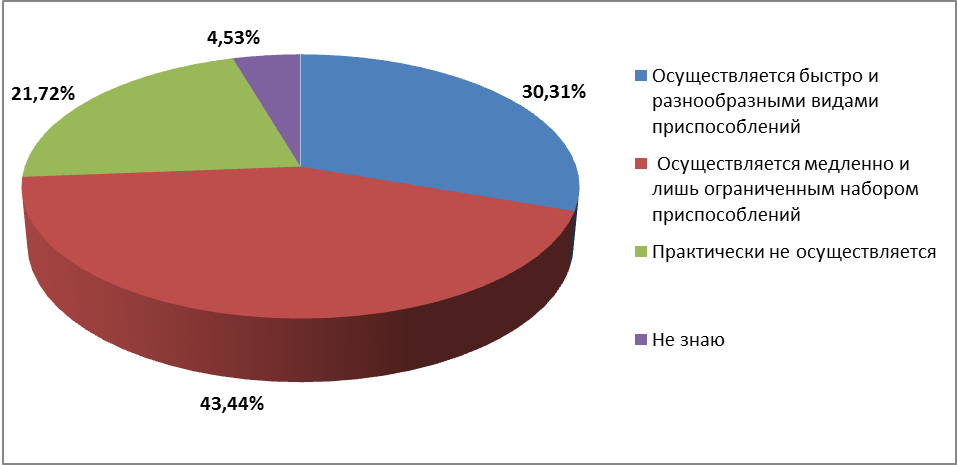 4,53%
21,72%
30,31%
43,44%
Осуществляется быстро и
разнообразными видами
приспособлений
Осуществляется медленно и
лишь ограниченным набором
приспособлений
Практически не осуществляется
Не знаю